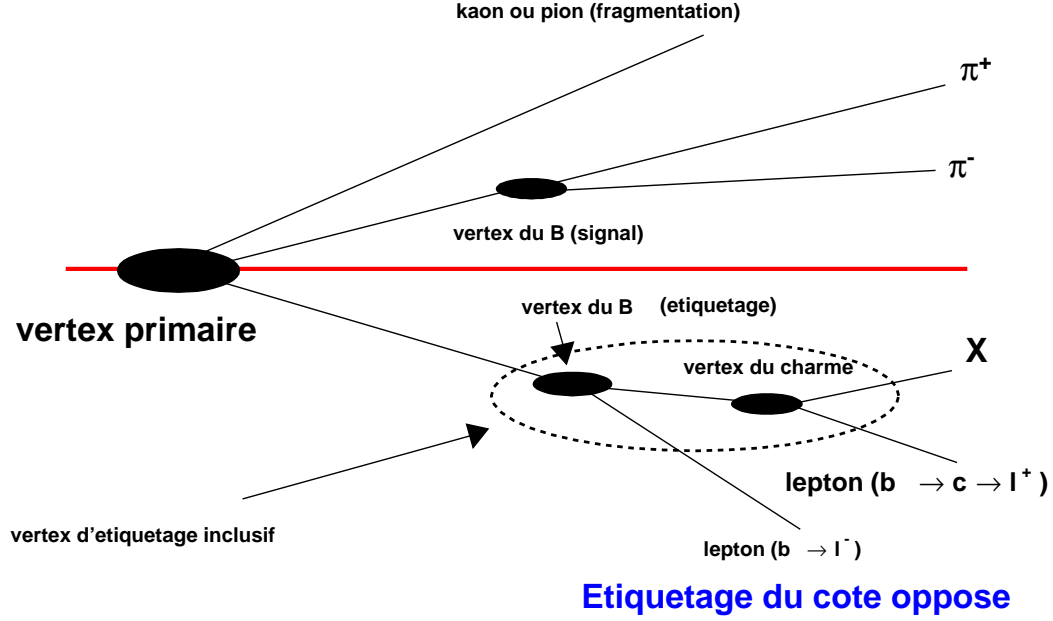 kaon ou pion (fragmentation)
π+
π-
vertex du B (signal)
vertex primaire
vertex du B (etiquetage)
vertex du charme
X
lepton (b → c → l + )
vertex d'etiquetage inclusif
lepton (b → l - )
Etiquetage du cote oppose